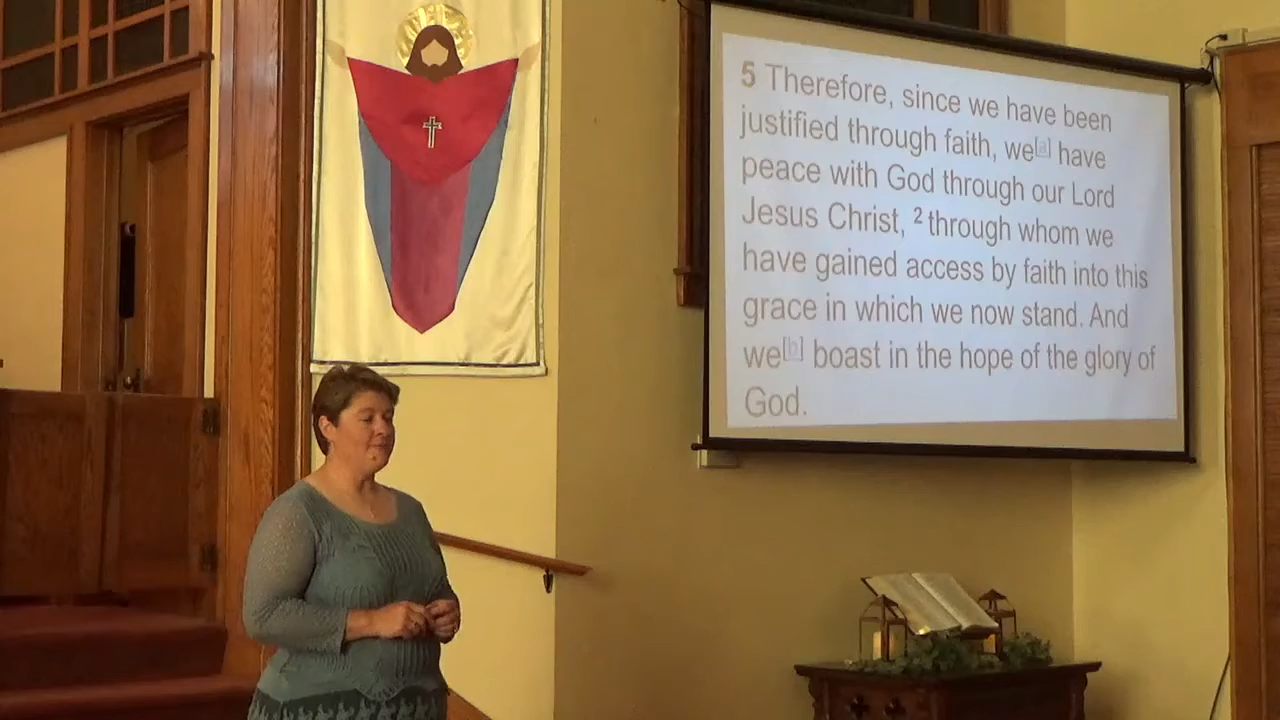 5 Therefore, since we have been
justified through faith, we[a] have
peace with God through our Lord
Jesus Christ, 2 through whom we
have gained access by faith into this
grace in which we now stand. And
we[b] boast in the hope of the glory of
God.